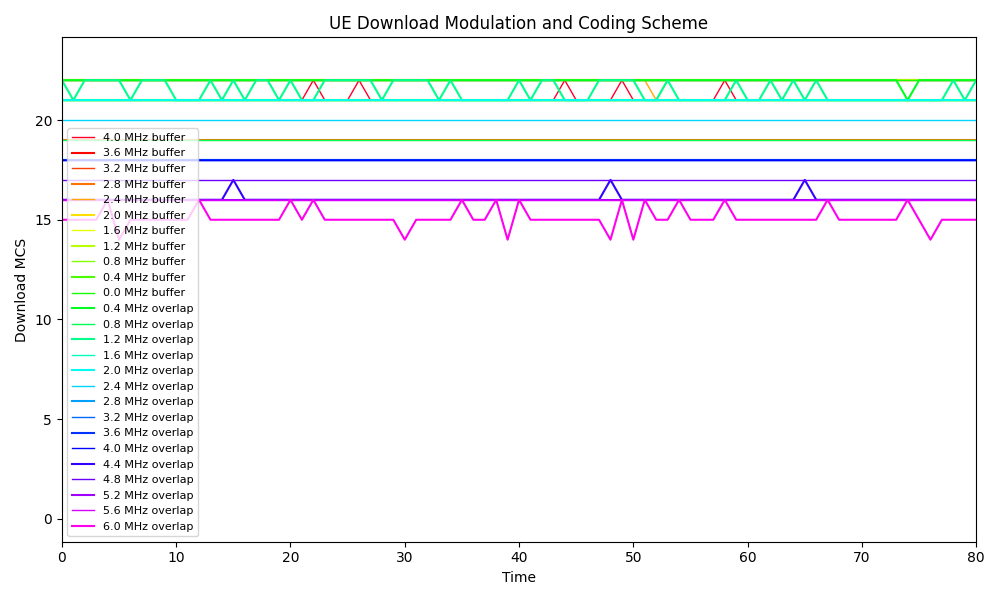 UE Download Modulation and Coding Scheme
Download MCS
20
15
10
5
0
4.0 MHz buffer
3.6 MHz buffer
3.2 MHz buffer
2.8 MHz buffer
2.4 MHz buffer
2.0 MHz buffer
1.6 MHz buffer
1.2 MHz buffer
0.8 MHz buffer
0.4 MHz buffer
0.0 MHz buffer
0.4 MHz overlap
0.8 MHz overlap
1.2 MHz overlap
1.6 MHz overlap
2.0 MHz overlap
2.4 MHz overlap
2.8 MHz overlap
3.2 MHz overlap
3.6 MHz overlap
4.0 MHz overlap
4.4 MHz overlap
4.8 MHz overlap
5.2 MHz overlap
5.6 MHz overlap
6.0 MHz overlap
0 10 20 30 40 50 60 70 80
Time